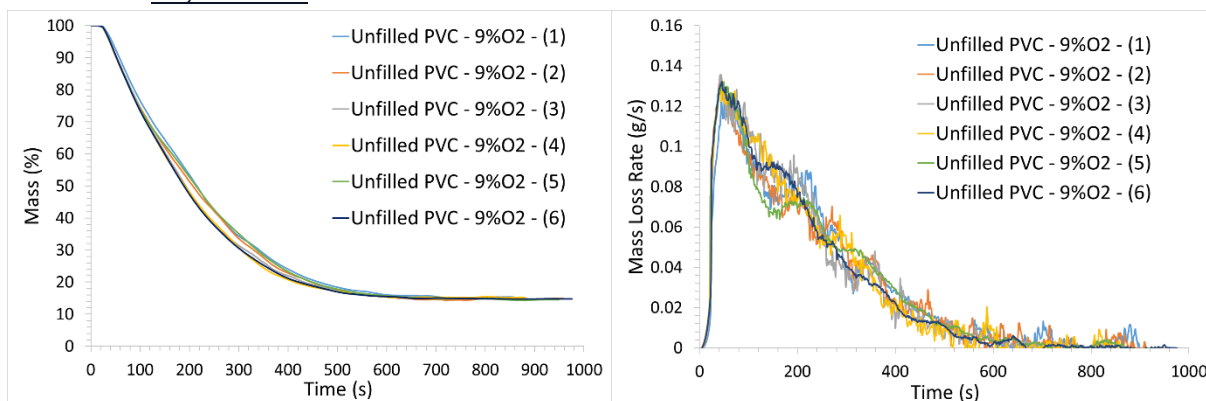 Mass (%)
100
90
80
70
60
50
40
30
20
10
0
0 100 200 300 400 500 600 700 800 900 1000
Time (s)
Unfilled PVC - 9%O2 - (1)
Unfilled PVC - 9%O2 - (2)
Unfilled PVC - 9%O2 - (3)
Unfilled PVC - 9%O2 - (4)
Unfilled PVC - 9%O2 - (5)
Unfilled PVC - 9%O2 - (6)
Mass Loss Rate (g/s)
0.16
0.14
0.12
0.1
0.08
0.06
0.04
0.02
0
0 200 400 600 800 1000
Time (s)
Unfilled PVC - 9%O2 - (1)
Unfilled PVC - 9%O2 - (2)
Unfilled PVC - 9%O2 - (3)
Unfilled PVC - 9%O2 - (4)
Unfilled PVC - 9%O2 - (5)
Unfilled PVC - 9%O2 - (6)